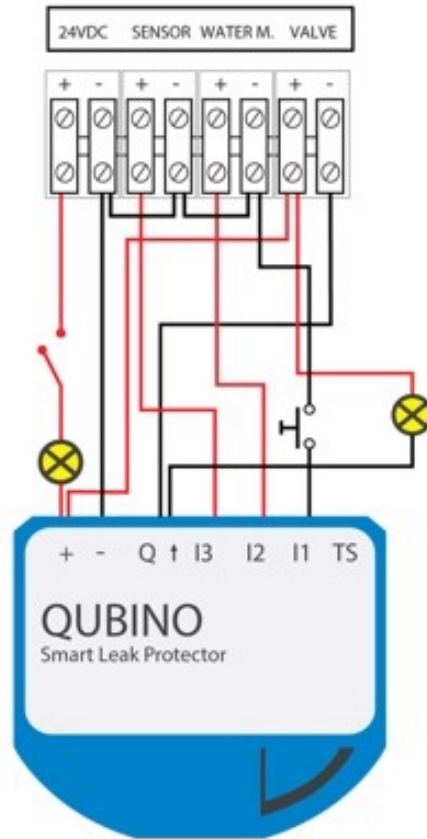 24VDC SENSOR WATER M. VALVE
+ - + - + - + -
+ - Q ↑ I3 I2 I1 TS
QUBINO
Smart Leak Protector